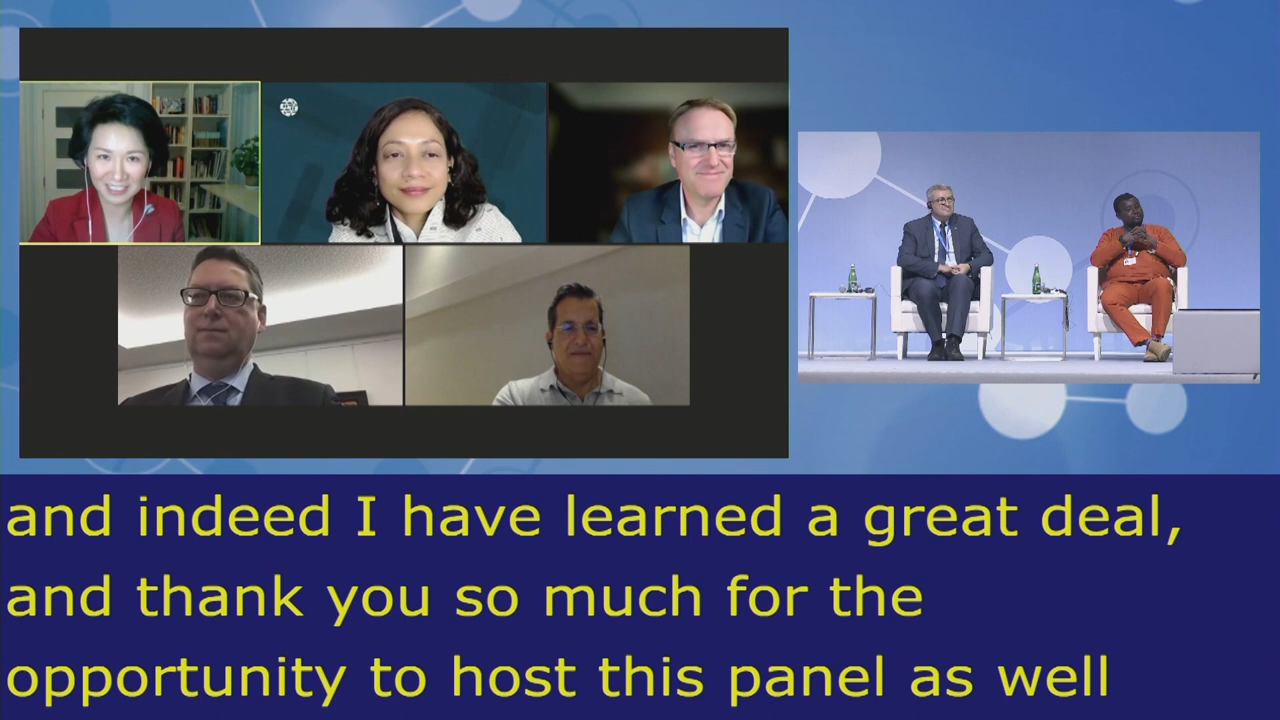 and indeed I have learned a great deal,
and thank you so much for the
opportunity to host this panel as well